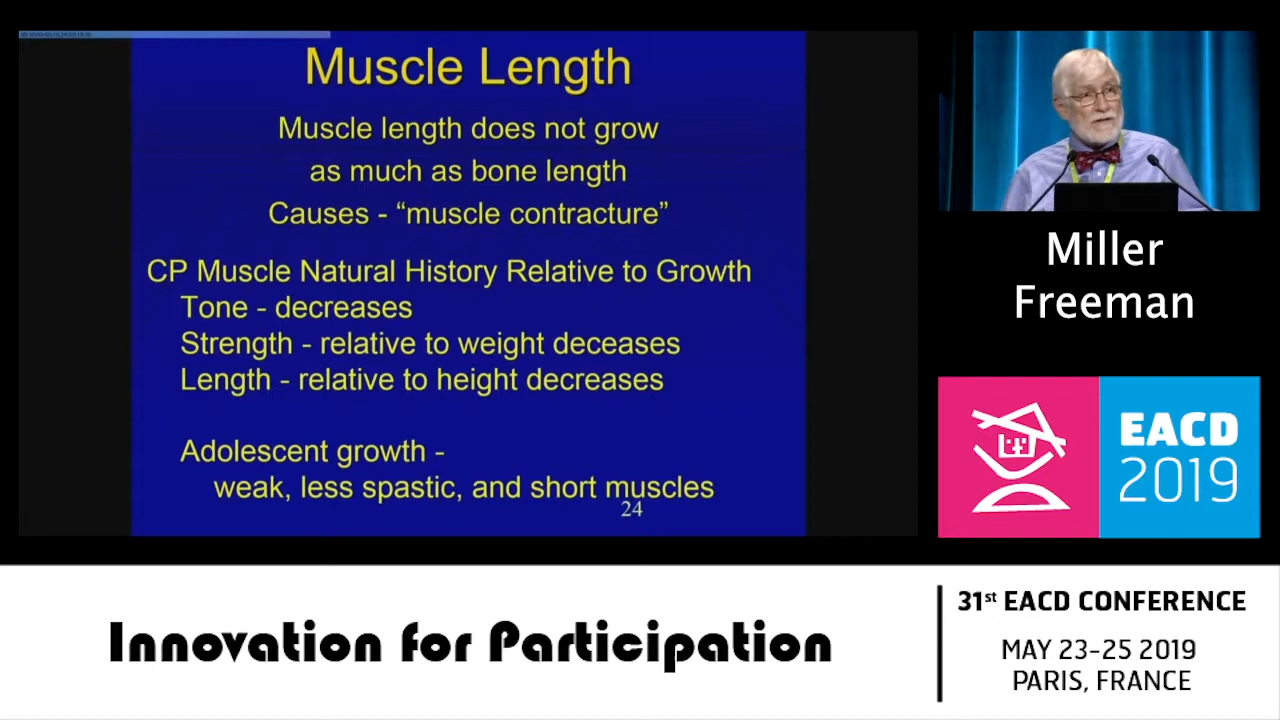 Muscle Length
Muscle length does not grow
as much as bone length
Causes - “muscle contracture”
CP Muscle Natural History Relative to Growth
Tone - decreases
Strength - relative to weight deceases
Length - relative to height decreases
Adolescent growth -
weak, less spastic, and short muscles
24
Miller
Freeman
EACD
2019
Innovation for Participation
31st EACD CONFERENCE
MAY 23-25 2019
PARIS, FRANCE